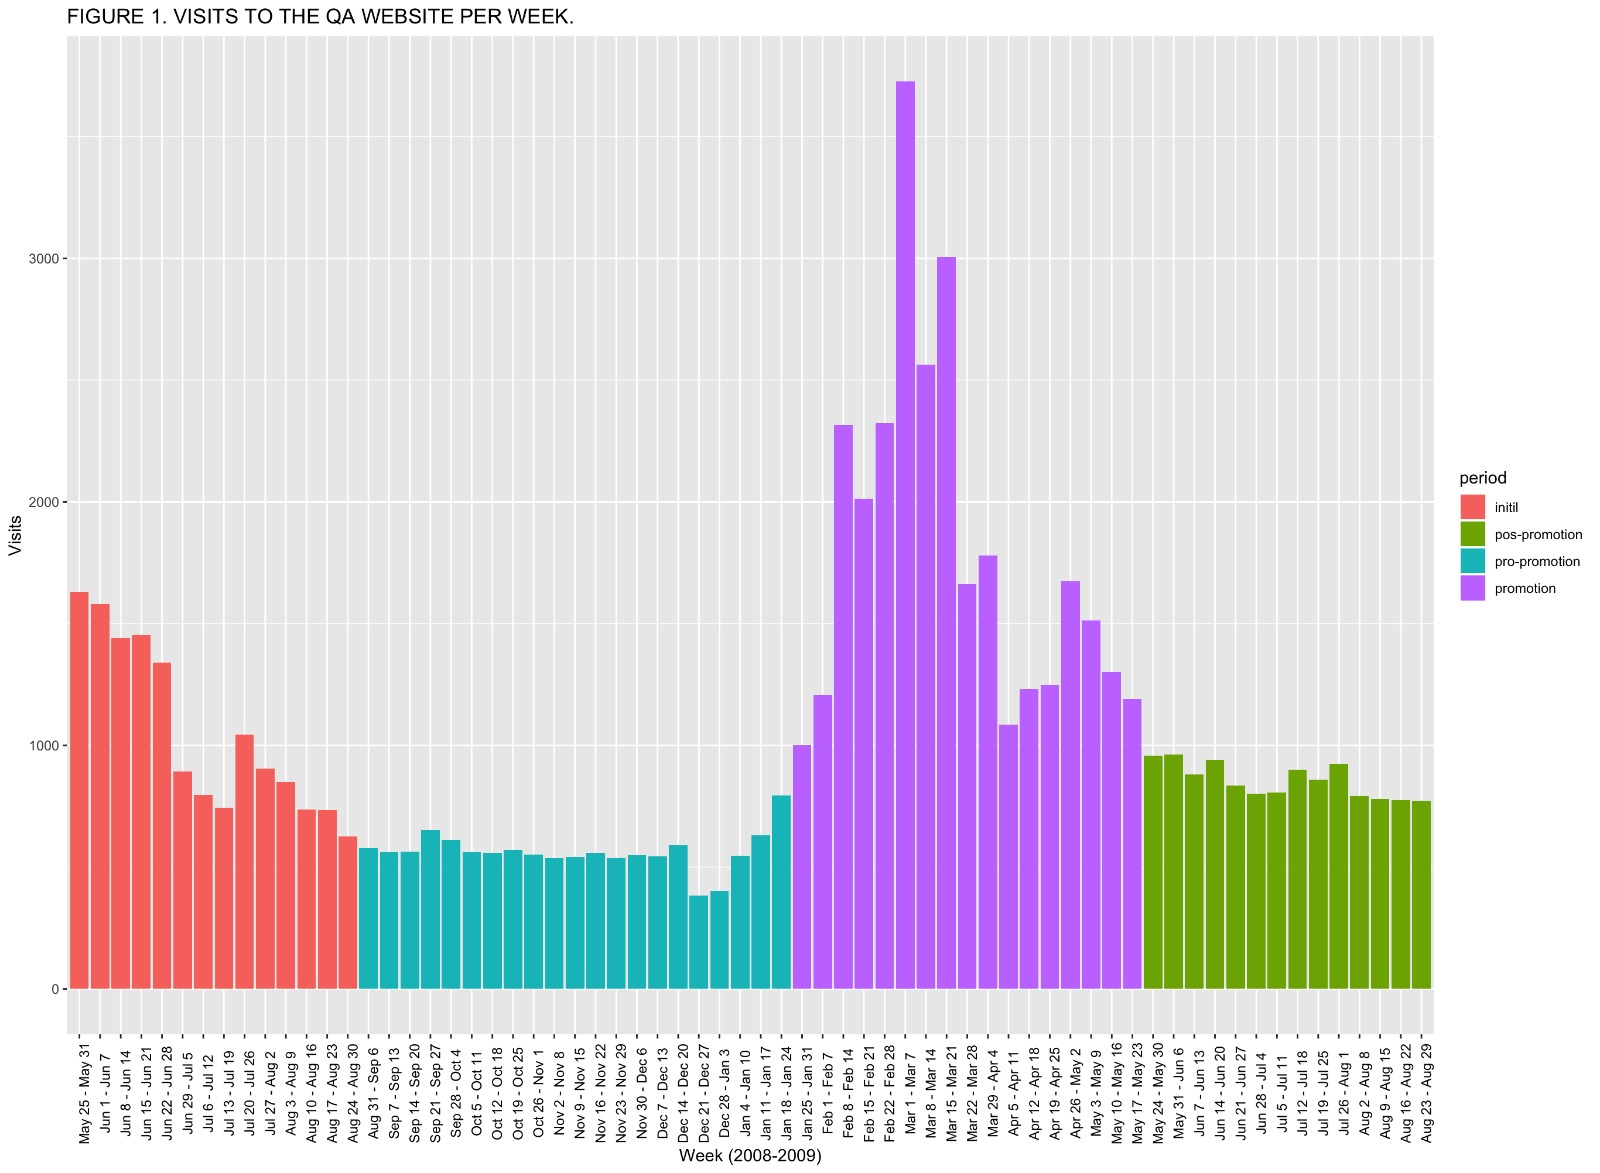 FIGURE 1. VISITS TO THE QA WEBSITE PER WEEK.
Visits
3000
2000
1000
0
period
initil
pos-promotion
pro-promotion
promotion
May 25 - May 31
Jun 1 - Jun 7
Jun 8 - Jun 14
Jun 15 - Jun 21
Jun 22 - Jun 28
Jun 29 - Jul 5
Jul 6 - Jul 12
Jul 13 - Jul 19
Jul 20 - Jul 26
Jul 27 - Aug 2
Aug 3 - Aug 9
Aug 10 - Aug 16
Aug 17 - Aug 23
Aug 24 - Aug 30
Aug 31 - Sep 6
Sep 7 - Sep 13
Sep 14 - Sep 20
Sep 21 - Sep 27
Sep 28 - Oct 4
Oct 5 - Oct 11
Oct 12 - Oct 18
Oct 19 - Oct 25
Oct 26 - Nov 1
Nov 2 - Nov 8
Nov 9 - Nov 15
Nov 16 - Nov 22
Nov 23 - Nov 29
Nov 30 - Dec 6
Dec 7 - Dec 13
Dec 14 - Dec 20
Dec 21 - Dec 27
Dec 28 - Jan 3
Jan 4 - Jan 10
Jan 11 - Jan 17
Jan 18 - Jan 24
Jan 25 - Jan 31
Feb 1 - Feb 7
Feb 8 - Feb 14
Feb 15 - Feb 21
Feb 22 - Feb 28
Mar 1 - Mar 7
Mar 8 - Mar 14
Mar 15 - Mar 21
Mar 22 - Mar 28
Mar 29 - Apr 4
Apr 5 - Apr 11
Apr 12 - Apr 18
Apr 19 - Apr 25
Apr 26 - May 2
May 3 - May 9
May 10 - May 16
May 17 - May 23
May 24 - May 30
May 31 - Jun 6
Jun 7 - Jun 13
Jun 14 - Jun 20
Jun 21 - Jun 27
Jun 28 - Jul 4
Jul 5 - Jul 11
Jul 12 - Jul 18
Jul 19 - Jul 25
Jul 26 - Aug 1
Aug 2 - Aug 8
Aug 9 - Aug 15
Aug 16 - Aug 22
Aug 23 - Aug 29
Week (2008-2009)